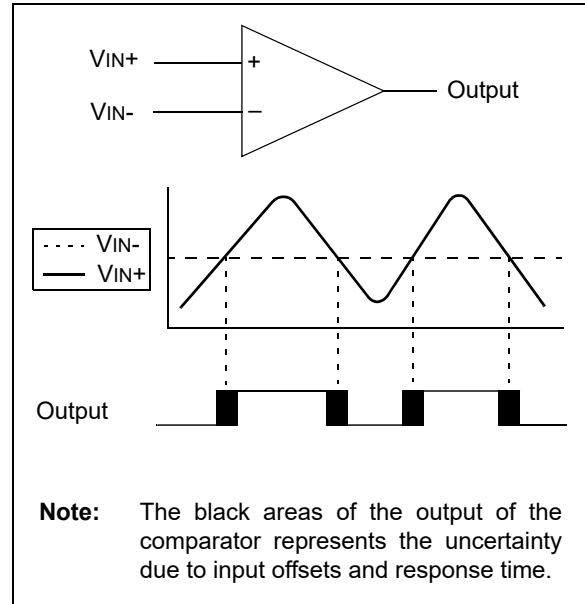 VIN+
+
Output
VIN-
–
VIN-
VIN+
Output
Note: The black areas of the output of the
comparator represents the uncertainty
due to input offsets and response time.